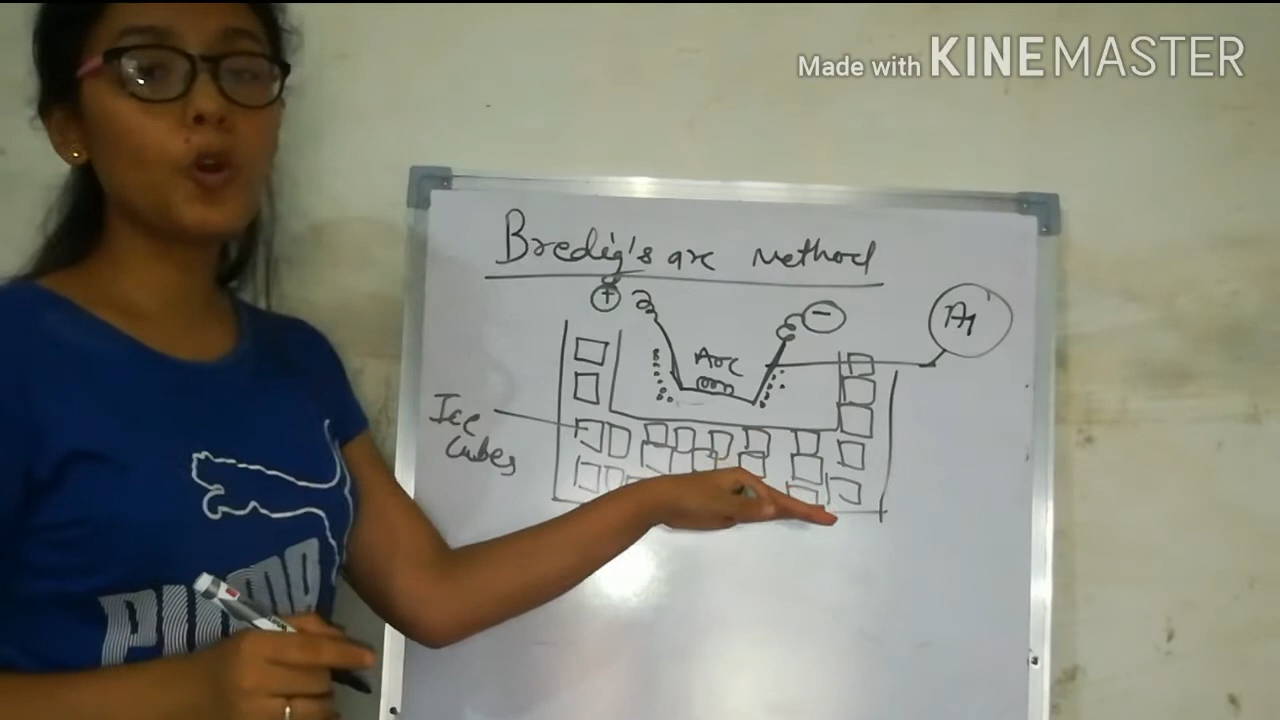 Made with KINEMASTER
Bredig's arc method
+
−
Arc
Ice
Cubes
PUMA